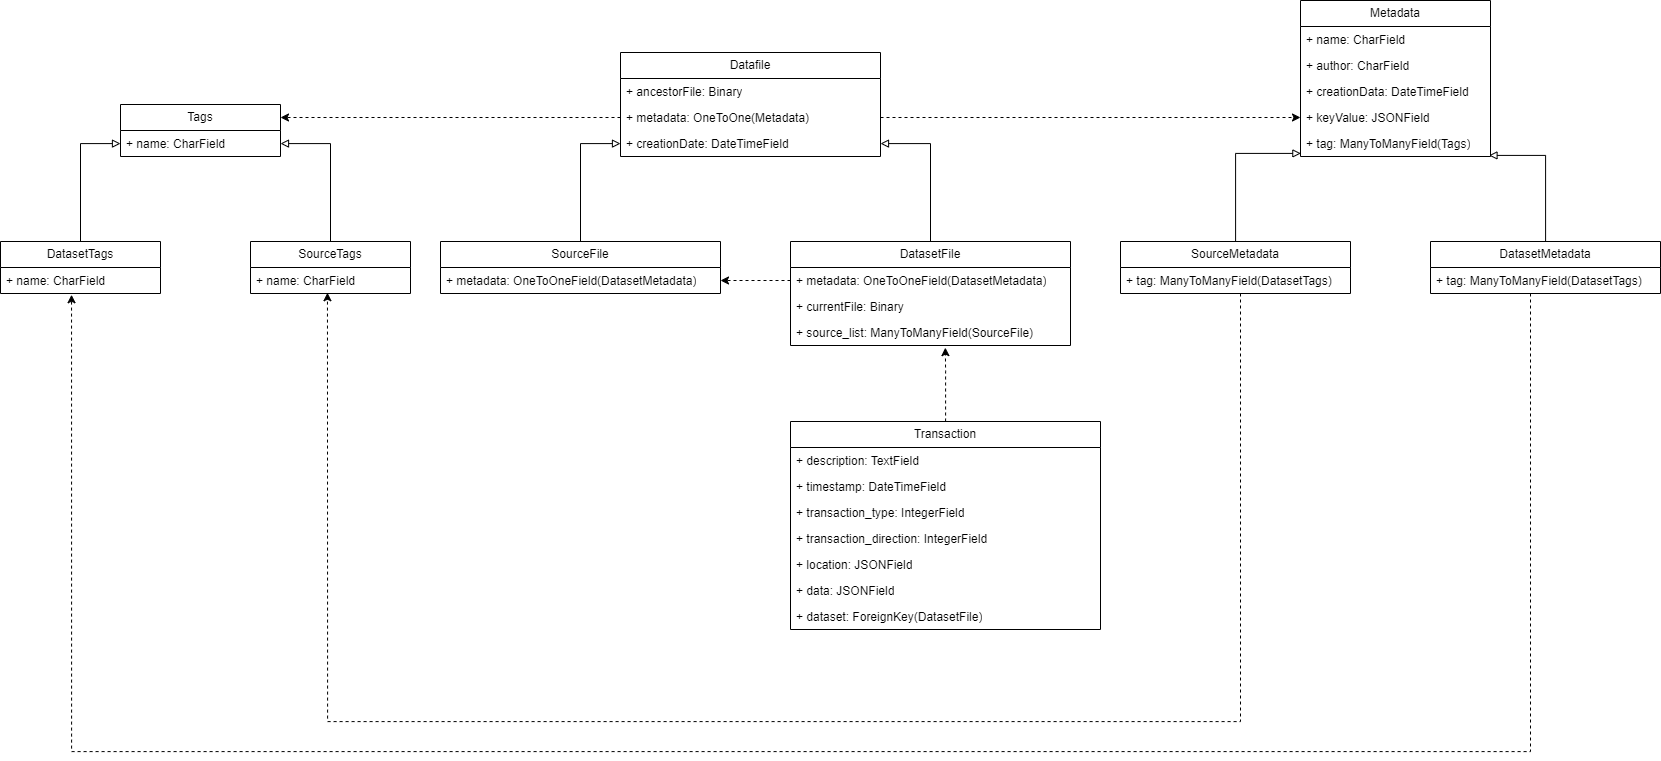 Metadata
+ name: CharField
+ author: CharField
+ creationData: DateTimeField
+ keyValue: JSONField
+ tag: ManyToManyField(Tags)
Datafile
+ ancestorFile: Binary
+ metadata: OneToOne(Metadata)
+ creationDate: DateTimeField
Tags
+ name: CharField
DatasetTags
+ name: CharField
SourceTags
+ name: CharField
SourceFile
+ metadata: OneToOneField(DatasetMetadata)
DatasetFile
+ metadata: OneToOneField(DatasetMetadata)
+ currentFile: Binary
+ source_list: ManyToManyField(SourceFile)
SourceMetadata
+ tag: ManyToManyField(DatasetTags)
DatasetMetadata
+ tag: ManyToManyField(DatasetTags)
Transaction
+ description: TextField
+ timestamp: DateTimeField
+ transaction_type: IntegerField
+ transaction_direction: IntegerField
+ location: JSONField
+ data: JSONField
+ dataset: ForeignKey(DatasetFile)